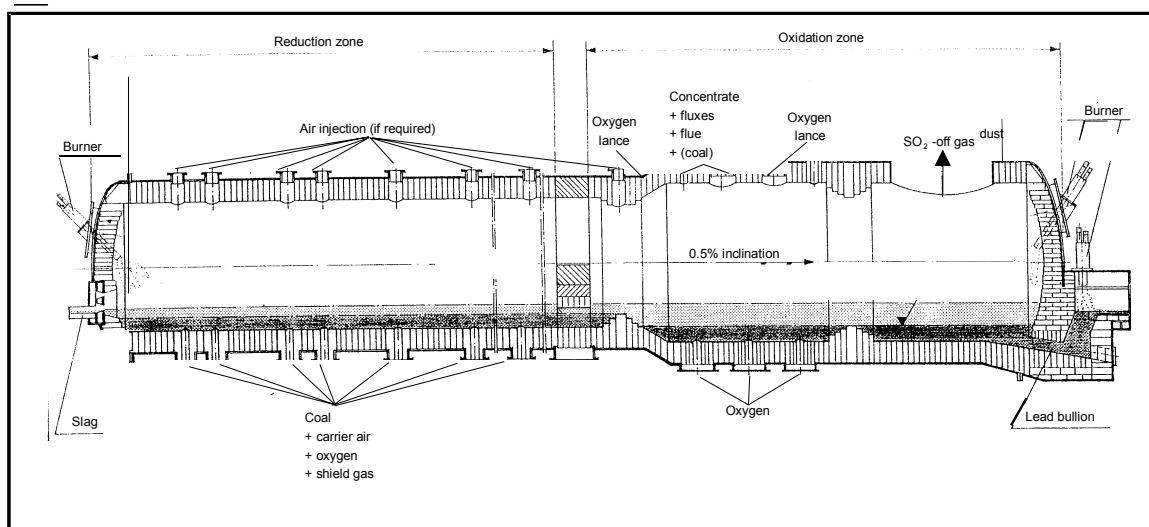 Reduction zone
Oxidation zone
Burner
Air injection (if required)
Oxygen
lance
Concentrate
+ fluxes
+ flue
+ (coal)
Oxygen
lance
SO₂ -off gas
dust
Burner
0.5% inclination
Slag
Coal
+ carrier air
+ oxygen
+ shield gas
Oxygen
Lead bullion